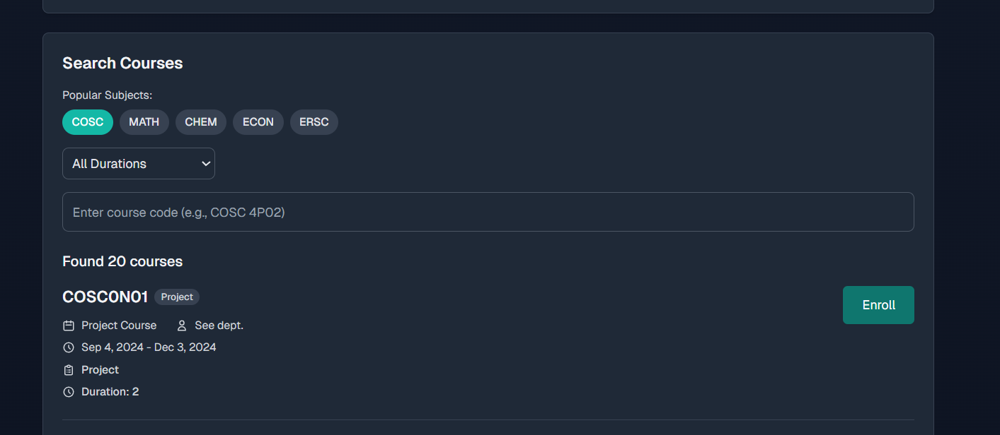 Search Courses
Popular Subjects:
COSC MATH CHEM ECON ERSC
All Durations
Enter course code (e.g., COSC 4P02)
Found 20 courses
COSC0N01 Project
Enroll
Project Course See dept.
Sep 4, 2024 - Dec 3, 2024
Project
Duration: 2